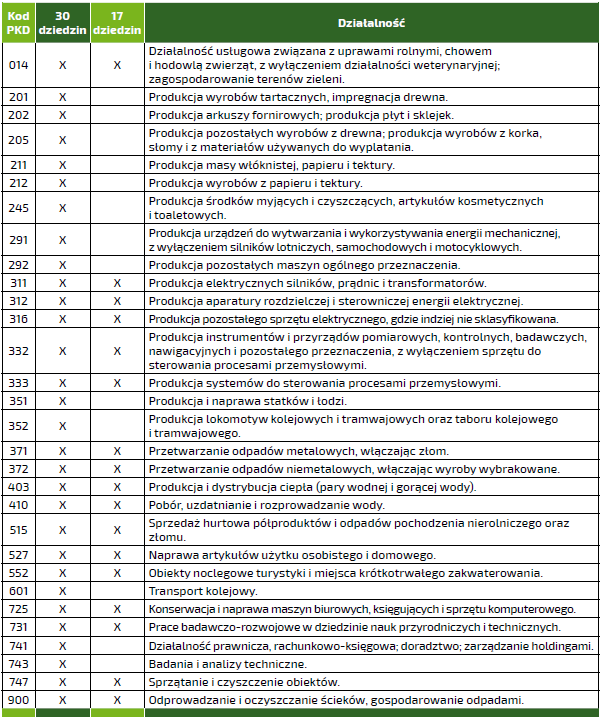 Kod PKD 30 dziedzin 17 dziedzin Działalność
014 X X Działalność usługowa związana z uprawami rolnymi, chowem
i hodowlą zwierząt, z wyłączeniem działalności weterynaryjnej;
zagospodarowanie terenów zieleni.
201 X Produkcja wyrobów tartacznych, impregnacja drewna.
202 X Produkcja arkuszy fornirowych; produkcja płyt i sklejek.
205 X Produkcja pozostałych wyrobów z drewna; produkcja wyrobów z korka,
słomy i z materiałów używanych do wyplatania.
211 X Produkcja masy włóknistej, papieru i tektury.
212 X Produkcja wyrobów z papieru i tektury.
245 X Produkcja środków myjących i czyszczących, artykułów kosmetycznych
i toaletowych.
291 X Produkcja urządzeń do wytwarzania i wykorzystywania energii mechanicznej,
z wyłączeniem silników lotniczych, samochodowych i motocyklowych.
292 X Produkcja pozostałych maszyn ogólnego przeznaczenia.
311 X X Produkcja elektrycznych silników, prądnic i transformatorów.
312 X X Produkcja aparatury rozdzielczej i sterowniczej energii elektrycznej.
316 X X Produkcja pozostałego sprzętu elektrycznego, gdzie indziej nie sklasyfikowana.
332 X X Produkcja instrumentów i przyrządów pomiarowych, kontrolnych, badawczych,
nawigacyjnych i pozostałego przeznaczenia, z wyłączeniem sprzętu do
sterowania procesami przemysłowymi.
333 X X Produkcja systemów do sterowania procesami przemysłowymi.
351 X Produkcja i naprawa statków i łodzi.
352 X Produkcja lokomotyw kolejowych i tramwajowych oraz taboru kolejowego
i tramwajowego.
371 X X Przetwarzanie odpadów metalowych, włączając złom.
372 X X Przetwarzanie odpadów niemetalowych, włączając wyroby wybrakowane.
403 X X Produkcja i dystrybucja ciepła (pary wodnej i gorącej wody).
410 X X Pobór, uzdatnianie i rozprowadzanie wody.
515 X X Sprzedaż hurtowa półproduktów i odpadów pochodzenia nierolniczego oraz
złomu.
527 X X Naprawa artykułów użytku osobistego i domowego.
552 X X Obiekty noclegowe turystyki i miejsca krótkotrwałego zakwaterowania.
601 X Transport kolejowy.
725 X X Konserwacja i naprawa maszyn biurowych, księgujących i sprzętu komputerowego.
731 X X Prace badawczo-rozwojowe w dziedzinie nauk przyrodniczych i technicznych.
741 X Działalność prawnicza, rachunkowo-księgowa; doradztwo; zarządzanie holdingami.
743 X Badania i analizy techniczne.
747 X X Sprzątanie i czyszczenie obiektów.
900 X X Odprowadzanie i oczyszczanie ścieków, gospodarowanie odpadami.